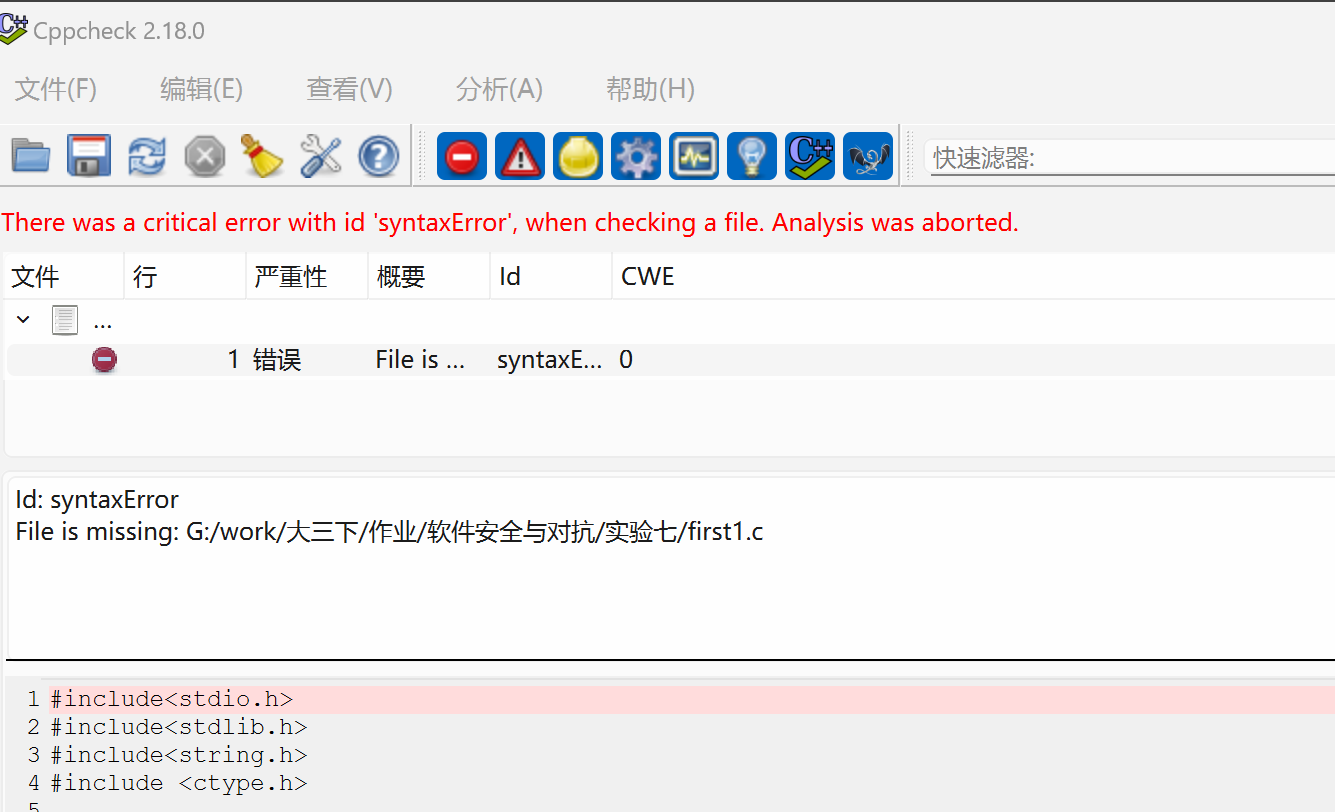 Cppcheck 2.18.0
文件(F) 编辑(E) 查看(V) 分析(A) 帮助(H)
快速滤器:
There was a critical error with id 'syntaxError', when checking a file. Analysis was aborted.
文件 行 严重性 概要 Id CWE
...
1 错误 File is ... syntaxE... 0
Id: syntaxError
File is missing: G:/work/大三下/作业/软件安全与对抗/实验七/first1.c
1 #include<stdio.h>
2 #include<stdlib.h>
3 #include<string.h>
4 #include <ctype.h>
5